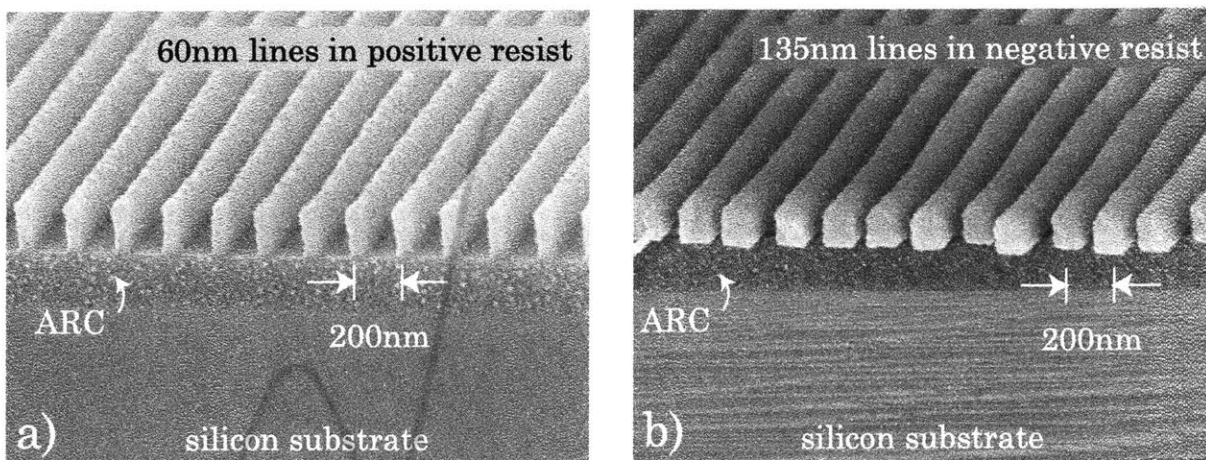 60nm lines in positive resist
ARC
200nm
a)
silicon substrate
135nm lines in negative resist
ARC
200nm
b)
silicon substrate